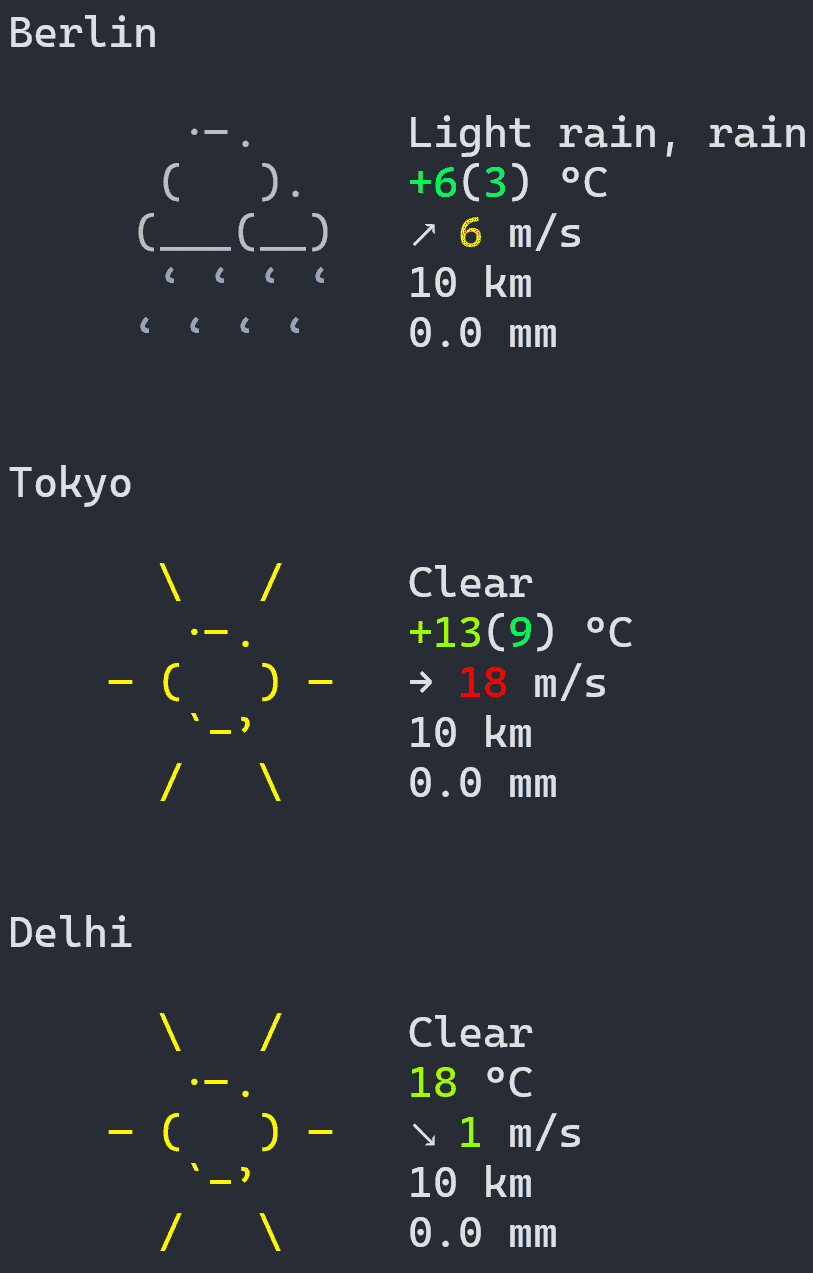 Berlin
Light rain, rain
+6(3) °C
↗ 6 m/s
10 km
0.0 mm
Tokyo
Clear
+13(9) °C
→ 18 m/s
10 km
0.0 mm
Delhi
Clear
18 °C
↘ 1 m/s
10 km
0.0 mm